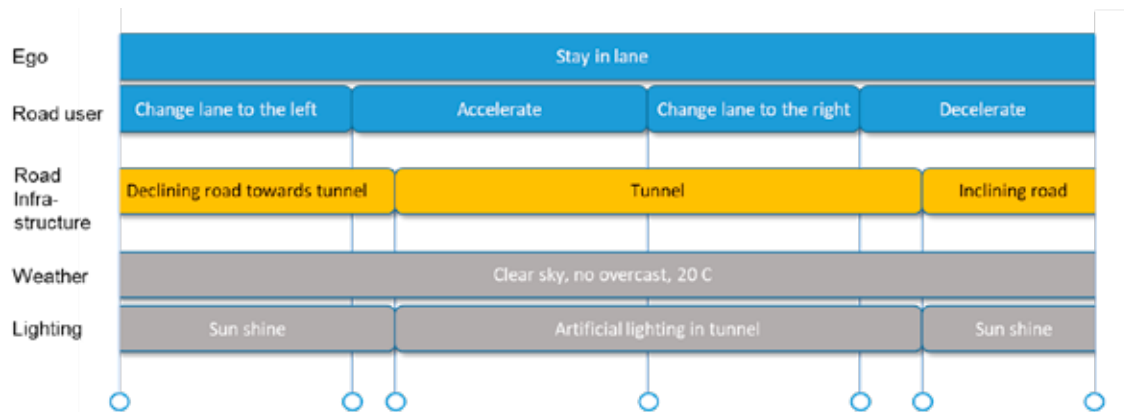 Ego
Stay in lane
Road user
Change lane to the left
Accelerate
Change lane to the right
Decelerate
Road
Infra-
structure
Declining road towards tunnel
Tunnel
Inclining road
Weather
Clear sky, no overcast, 20 C
Lighting
Sun shine
Artificial lighting in tunnel
Sun shine